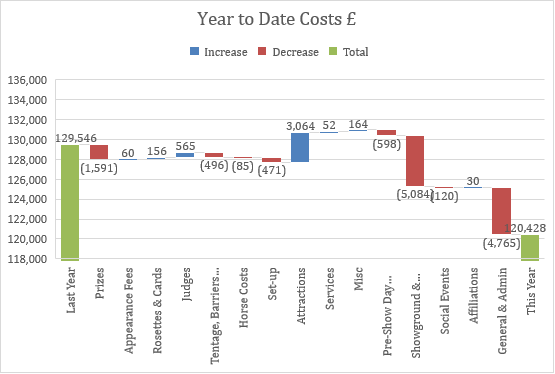 Year to Date Costs £
Increase Decrease Total
136,000
134,000
132,000
130,000
128,000
126,000
124,000
122,000
120,000
118,000
129,546
(1,591)
60
156
565
(496)
(85)
(471)
3,064
52
164
(598)
(5,084)
(120)
30
(4,765)
120,428
Last Year
Prizes
Appearance Fees
Rosettes & Cards
Judges
Tentage, Barriers...
Horse Costs
Set-up
Attractions
Services
Misc
Pre-Show Day...
Showground &...
Social Events
Affiliations
General & Admin
This Year